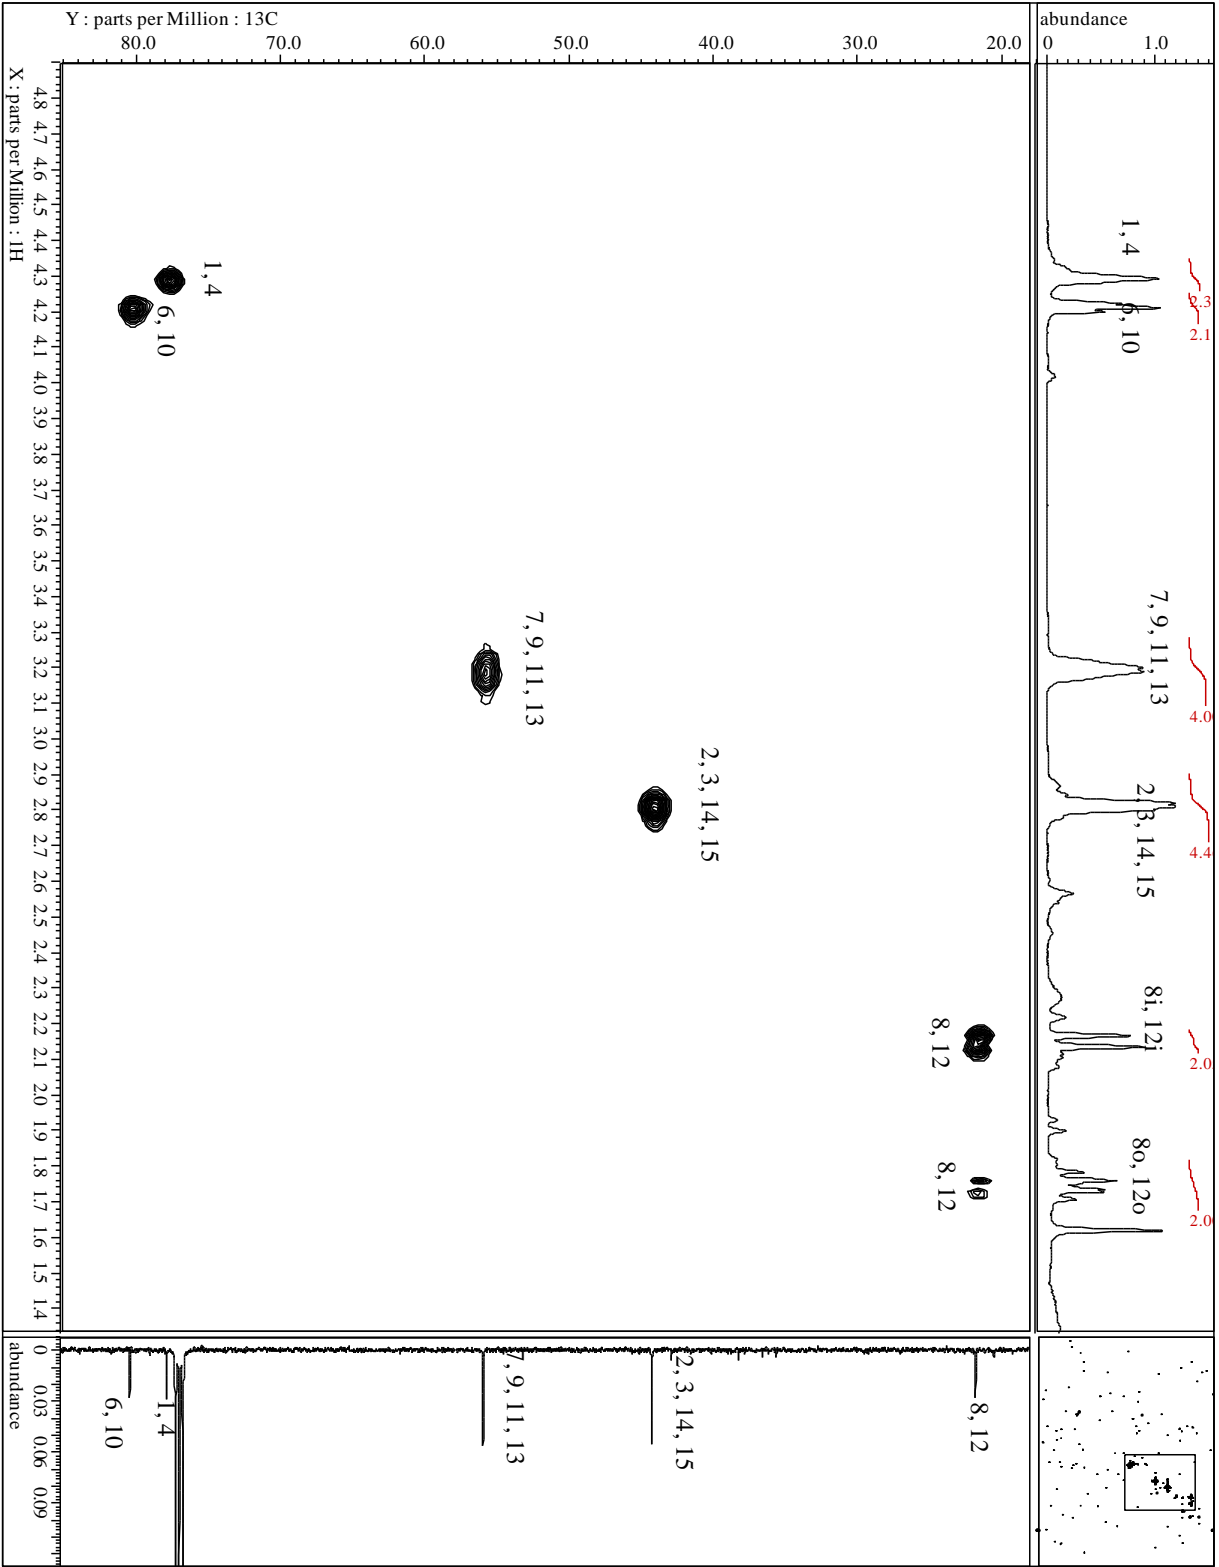 Y : parts per Million : 13C
80.0 70.0 60.0 50.0 40.0 30.0 20.0
abundance
0 1.0
X : parts per Million : 1H
4.8 4.7 4.6 4.5 4.4 4.3 4.2 4.1 4.0 3.9 3.8 3.7 3.6 3.5 3.4 3.3 3.2 3.1 3.0 2.9 2.8 2.7 2.6 2.5 2.4 2.3 2.2 2.1 2.0 1.9 1.8 1.7 1.6 1.5 1.4
1, 4
6, 10
7, 9, 11, 13
2, 3, 14, 15
8, 12
8, 12
1, 4
6, 10
7, 9, 11, 13
2, 3, 14, 15
8i, 12i
8o, 12o
2.3
2.1
4.0
4.4
2.0
2.0
abundance
0 0.03 0.06 0.09
6, 10
1, 4
7, 9, 11, 13
2, 3, 14, 15
8, 12